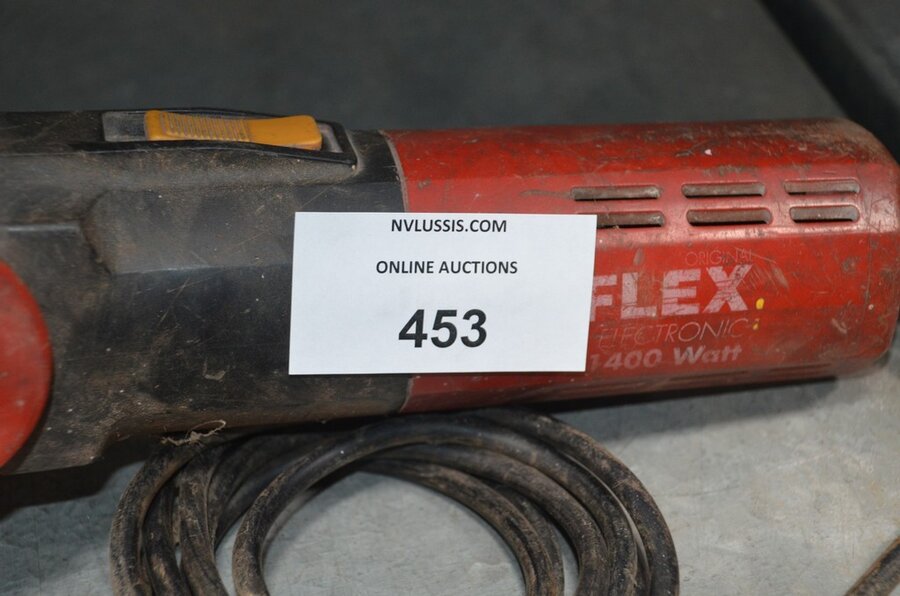 NVLUSSIS.COM
ONLINE AUCTIONS
453
ORIGINAL
FLEX
ELECTRONIC
1400 Watt